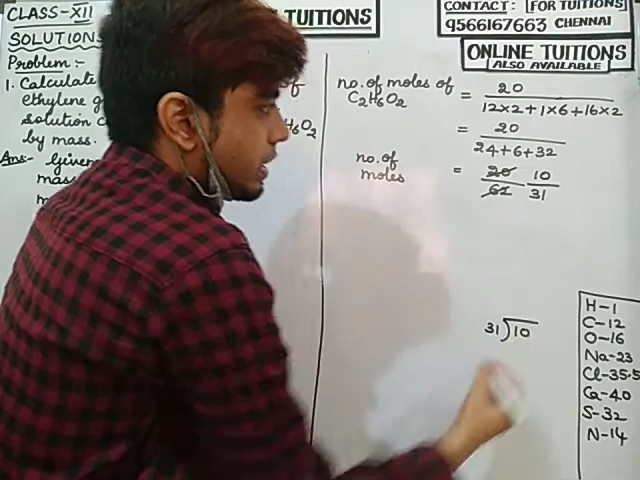 CLASS-XII
TUITIONS
CONTACT: FOR TUITIONS
9566167663 CHENNAI
SOLUTIONS
ONLINE TUITIONS
ALSO AVAILABLE
Problem:-
1. Calculate of
ethylene
solution
by mass.
Ans:- Given
mass
no. of moles of
C2H6O2
= 20
12×2+1×6+16×2
= 20
24+6+32
no. of
moles
= 20 10
62 31
31)10
H-1
C-12
O-16
Na-23
Cl-35.5
Ca-40
S-32
N-14